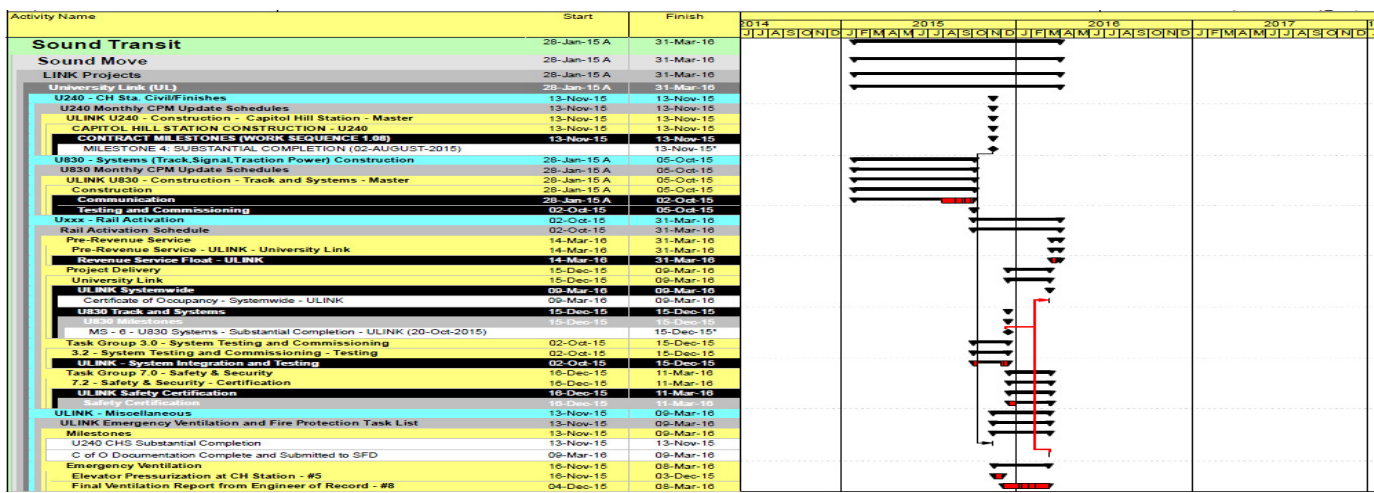 Activity Name Start Finish 2014 2015 2016 2017
J J A S O N D J F M A M J J A S O N D J F M A M J J A S O N D J F M A M J J A S O N D
Sound Transit 28-Jan-15 A 31-Mar-16
Sound Move 28-Jan-15 A 31-Mar-16
LINK Projects 28-Jan-15 A 31-Mar-16
University Link (UL) 28-Jan-15 A 31-Mar-16
U240 - CH Sta. Civil/Finishes 13-Nov-15 13-Nov-15
U240 Monthly CPM Update Schedules 13-Nov-15 13-Nov-15
ULINK U240 - Construction - Capitol Hill Station - Master 13-Nov-15 13-Nov-15
CAPITOL HILL STATION CONSTRUCTION - U240 13-Nov-15 13-Nov-15
CONTRACT MILESTONES (WORK SEQUENCE 1.08) 13-Nov-15 13-Nov-15
MILESTONE 4: SUBSTANTIAL COMPLETION (02-AUGUST-2015) 13-Nov-15*
U830 - Systems (Track,Signal,Traction Power) Construction 28-Jan-15 A 05-Oct-15
U830 Monthly CPM Update Schedules 28-Jan-15 A 05-Oct-15
ULINK U830 - Construction - Track and Systems - Master 28-Jan-15 A 05-Oct-15
Construction 28-Jan-15 A 05-Oct-15
Communication 28-Jan-15 A 02-Oct-15
Testing and Commissioning 02-Oct-15 05-Oct-15
Uxxx - Rail Activation 02-Oct-15 31-Mar-16
Rail Activation Schedule 02-Oct-15 31-Mar-16
Pre-Revenue Service 14-Mar-16 31-Mar-16
Pre-Revenue Service - ULINK - University Link 14-Mar-16 31-Mar-16
Revenue Service Float - ULINK 14-Mar-16 31-Mar-16
Project Delivery 15-Dec-15 09-Mar-16
University Link 15-Dec-15 09-Mar-16
ULINK Systemwide 09-Mar-16 09-Mar-16
Certificate of Occupancy - Systemwide - ULINK 09-Mar-16 09-Mar-16
U830 Track and Systems 15-Dec-15 15-Dec-15
U830 Milestones 15-Dec-15 15-Dec-15
MS - 6 - U830 Systems - Substantial Completion - ULINK (20-Oct-2015) 15-Dec-15*
Task Group 3.0 - System Testing and Commissioning 02-Oct-15 15-Dec-15
3.2 - System Testing and Commissioning - Testing 02-Oct-15 15-Dec-15
ULINK - System Integration and Testing 02-Oct-15 15-Dec-15
Task Group 7.0 - Safety & Security 16-Dec-15 11-Mar-16
7.2 - Safety & Security - Certification 16-Dec-15 11-Mar-16
ULINK Safety Certification 16-Dec-15 11-Mar-16
Safety Certification 16-Dec-15 11-Mar-16
ULINK - Miscellaneous 13-Nov-15 09-Mar-16
ULINK Emergency Ventilation and Fire Protection Task List 13-Nov-15 09-Mar-16
Milestones 13-Nov-15 09-Mar-16
U240 CHS Substantial Completion 13-Nov-15 13-Nov-15
C of O Documentation Complete and Submitted to SFD 09-Mar-16 09-Mar-16
Emergency Ventilation 16-Nov-15 08-Mar-16
Elevator Pressurization at CH Station - #5 16-Nov-15 03-Dec-15
Final Ventilation Report from Engineer of Record - #8 04-Dec-15 08-Mar-16